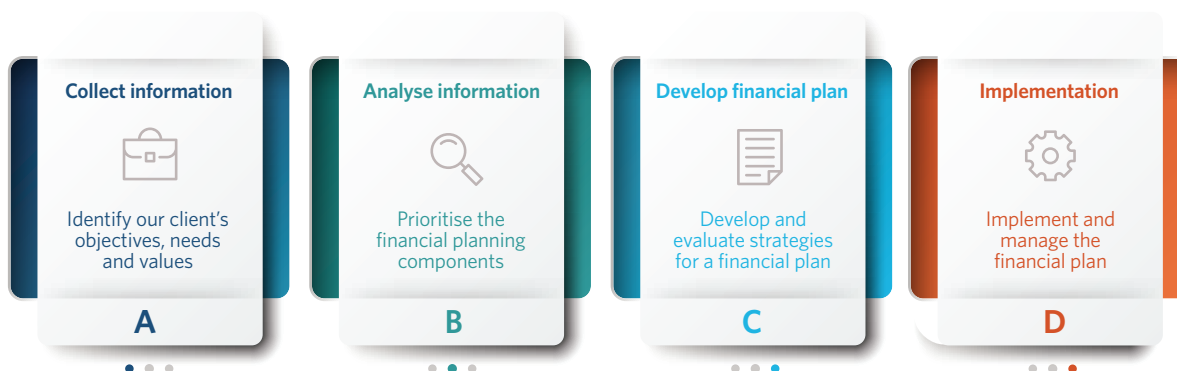 Collect information
Identify our client's
objectives, needs
and values
A
Analyse information
Prioritise the
financial planning
components
B
Develop financial plan
Develop and
evaluate strategies
for a financial plan
C
Implementation
Implement and
manage the
financial plan
D